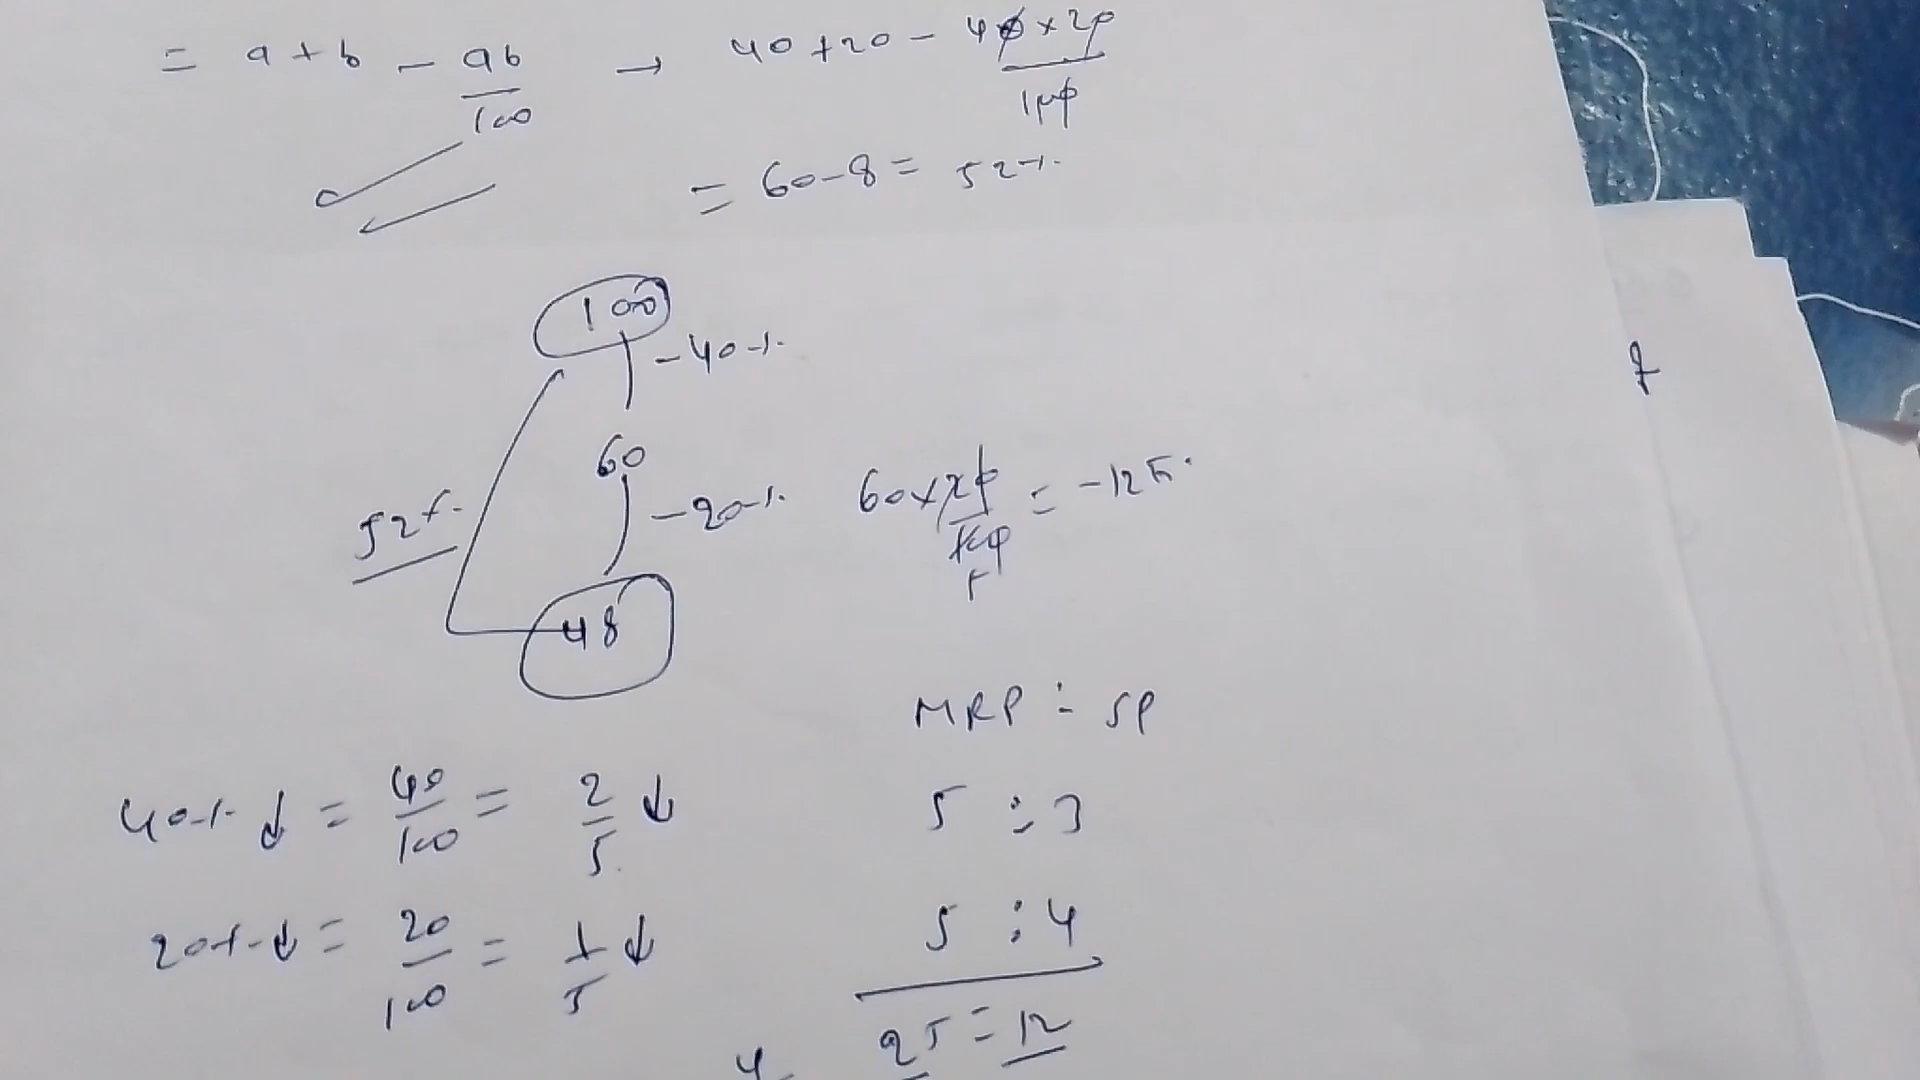 = a + b - ab/100 → 40 + 20 - 40 × 20/100
= 60 - 8 = 52%
100
- 40%
60
- 20%
60 × 20/100 = - 12
5
52%
48
MRP : SP
40% ↓ = 40/100 = 2/5 ↓
5 : 3
20% ↓ = 20/100 = 1/5 ↓
5 : 4
25 = 12